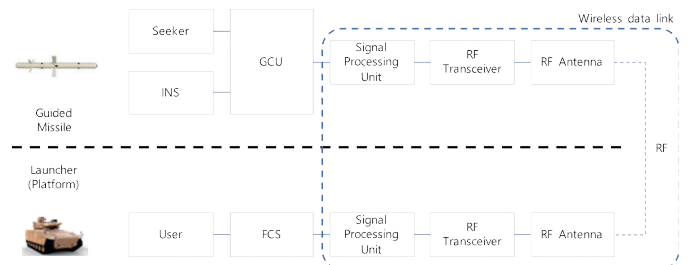 Wireless data link
Seeker
GCU
INS
Signal
Processing
Unit
RF
Transceiver
RF Antenna
Guided
Missile
RF
Launcher
(Platform)
User
FCS
Signal
Processing
Unit
RF
Transceiver
RF Antenna